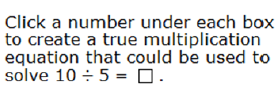 Click a number under each box
to create a true multiplication
equation that could be used to
solve 10 ÷ 5 = □.